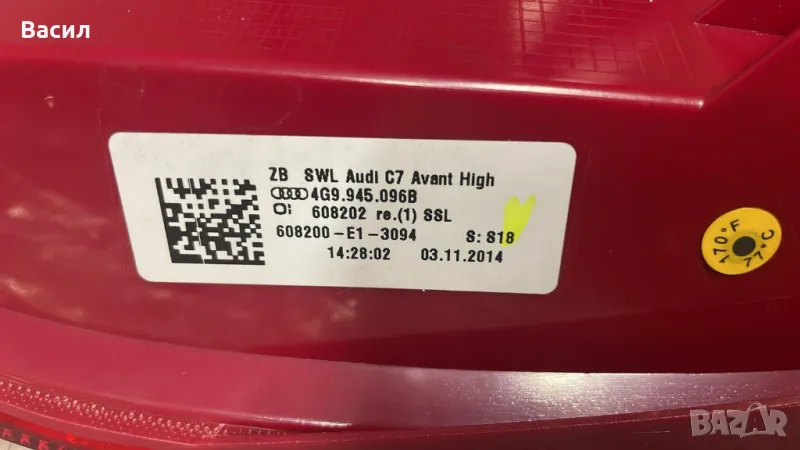 Васил
ZB SWL Audi C7 Avant High
4G9.945.096B
608202 re.(1) SSL
608200-E1-3094 S: S18
14:28:02 03.11.2014
170°F
77°C
BAZAR